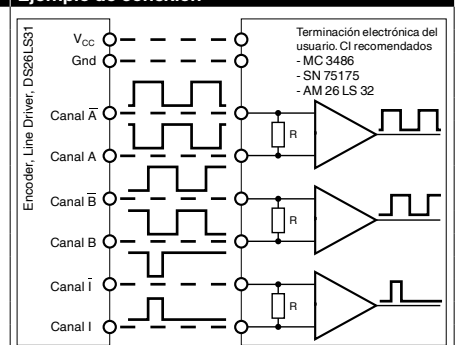 Ejemplo de conexión
Encoder, Line Driver, DS26LS31
V_CC
Gnd
Canal A̅
Canal A
Canal B̅
Canal B
Canal I̅
Canal I
Terminación electrónica del
usuario. CI recomendados
- MC 3486
- SN 75175
- AM 26 LS 32
R
R
R